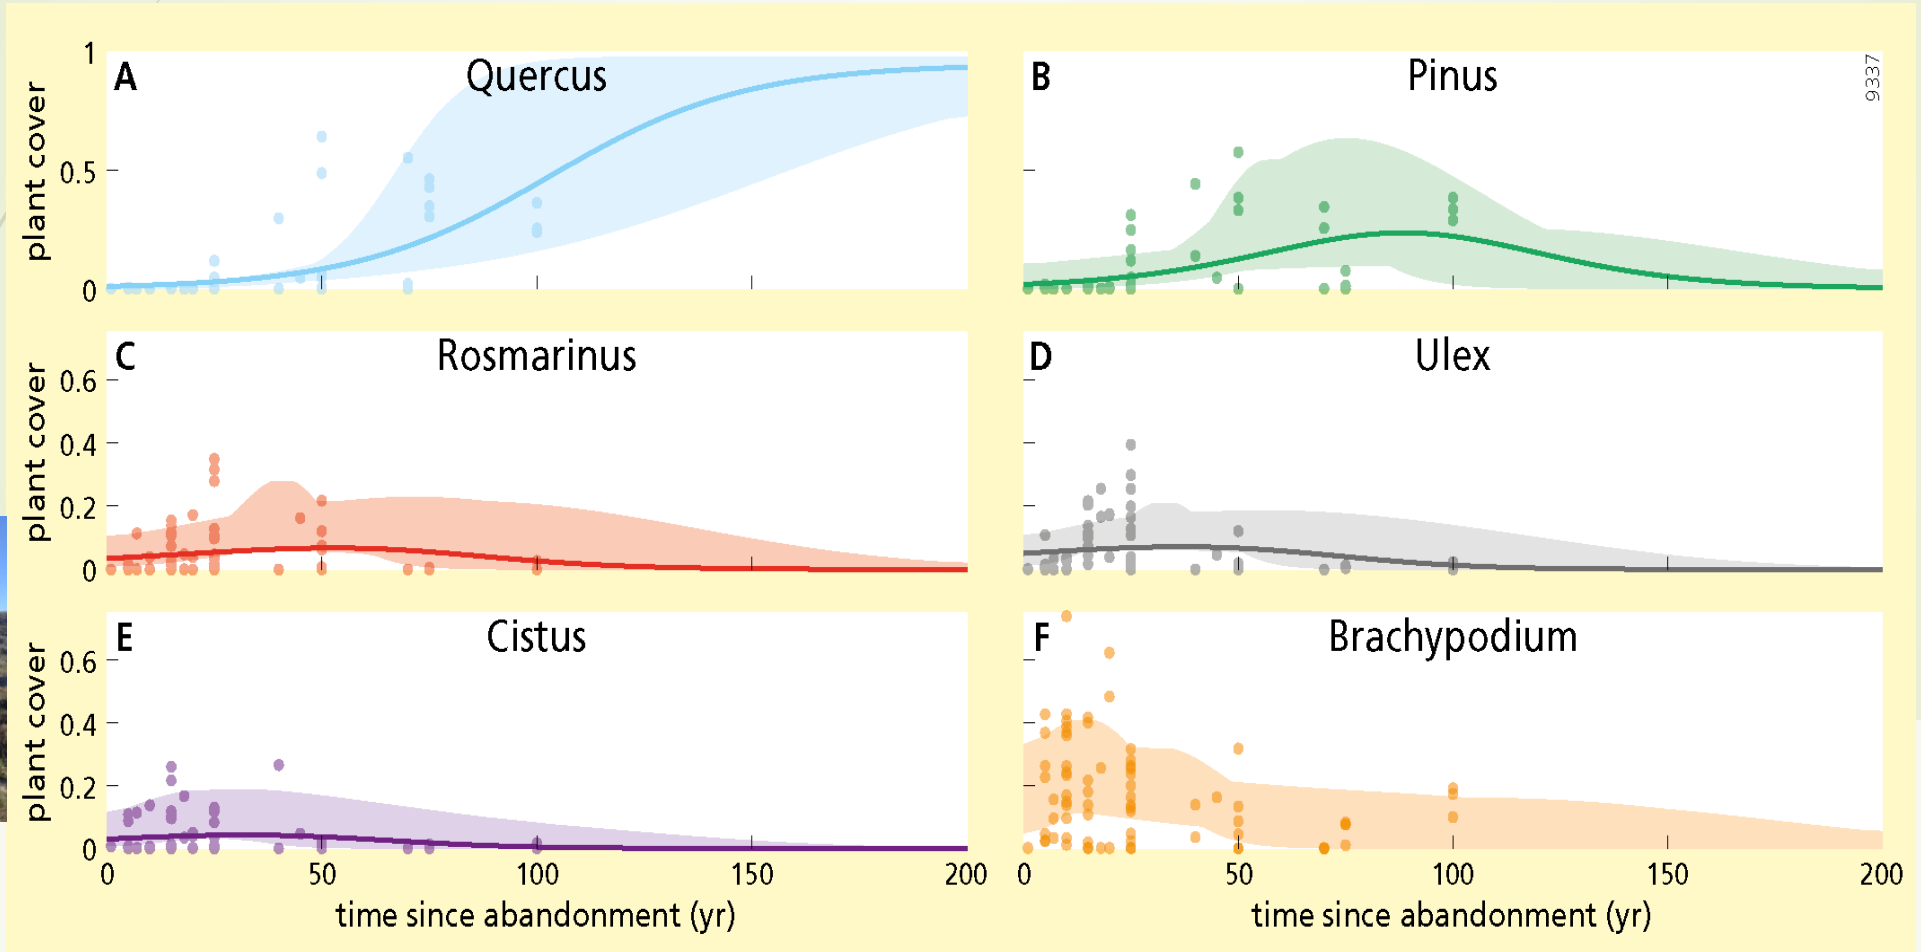 A Quercus
plant cover
1
0.5
0
B Pinus
9337
C Rosmarinus
plant cover
0.6
0.4
0.2
0
D Ulex
E Cistus
plant cover
0.6
0.4
0.2
0
0 50 100 150 200
time since abandonment (yr)
F Brachypodium
0 50 100 150 200
time since abandonment (yr)